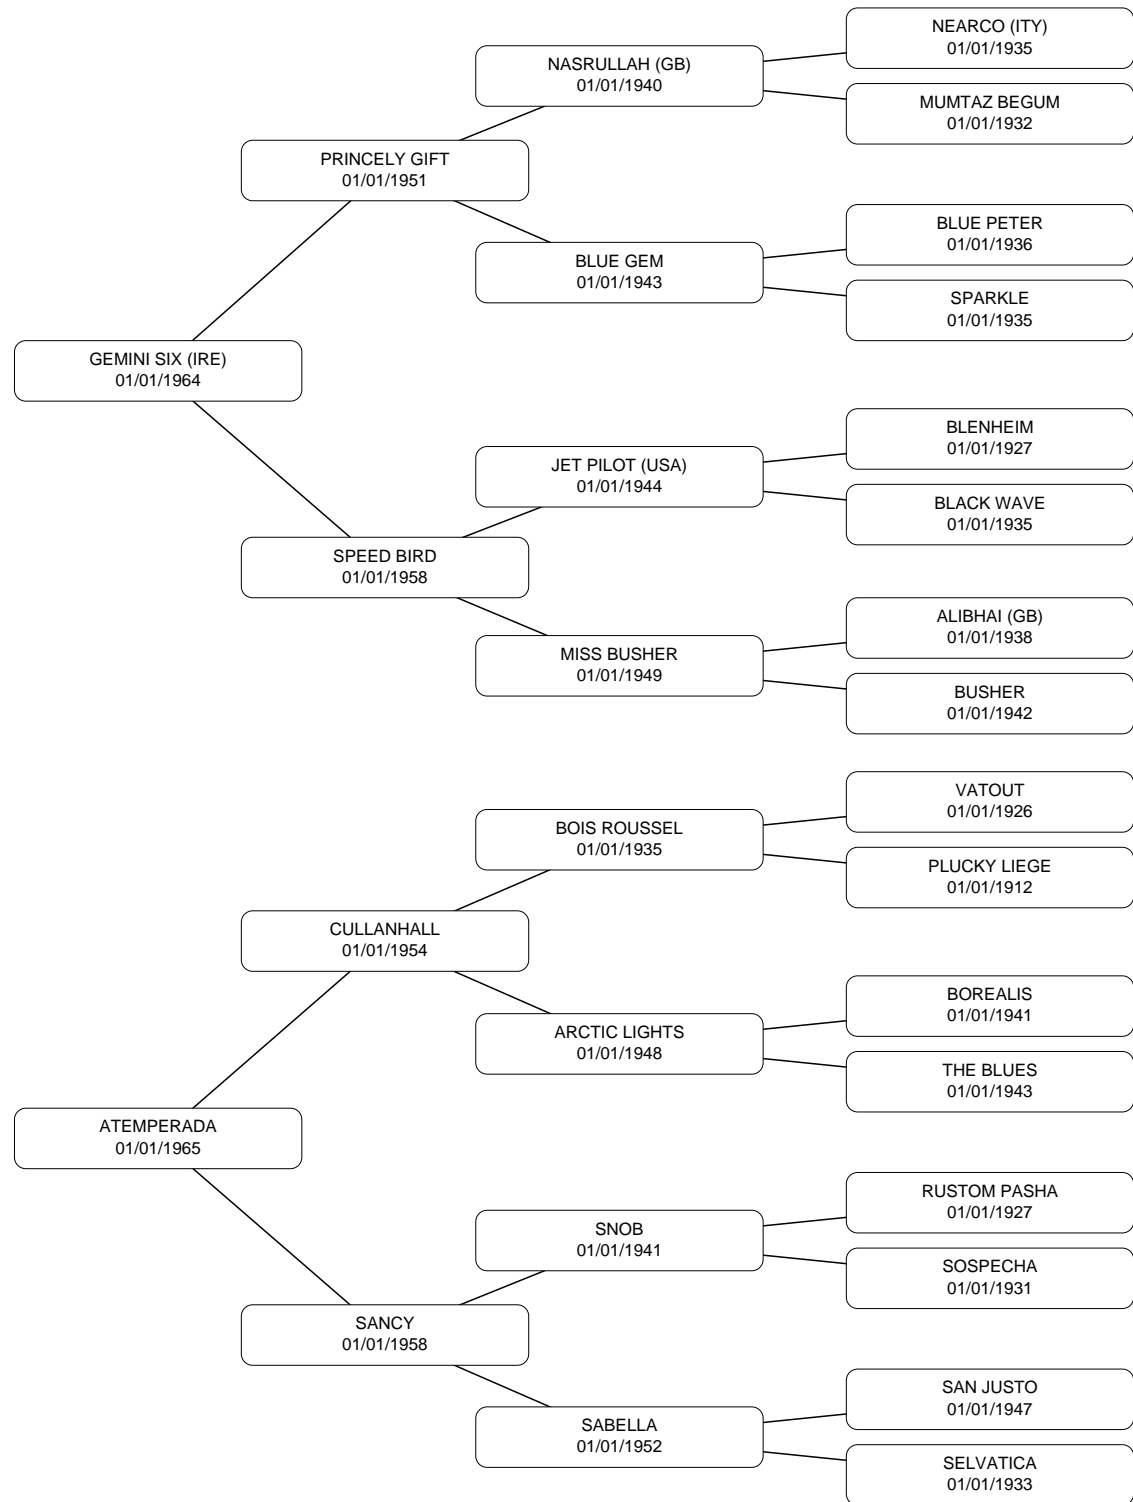 NEARCO (ITY)
01/01/1935
NASRULLAH (GB)
01/01/1940
MUMTAZ BEGUM
01/01/1932
PRINCELY GIFT
01/01/1951
BLUE PETER
01/01/1936
BLUE GEM
01/01/1943
SPARKLE
01/01/1935
GEMINI SIX (IRE)
01/01/1964
BLENHEIM
01/01/1927
JET PILOT (USA)
01/01/1944
BLACK WAVE
01/01/1935
SPEED BIRD
01/01/1958
ALIBHAI (GB)
01/01/1938
MISS BUSHER
01/01/1949
BUSHER
01/01/1942
VATOUT
01/01/1926
BOIS ROUSSEL
01/01/1935
PLUCKY LIEGE
01/01/1912
CULLANHALL
01/01/1954
BOREALIS
01/01/1941
ARCTIC LIGHTS
01/01/1948
THE BLUES
01/01/1943
ATEMPERADA
01/01/1965
RUSTOM PASHA
01/01/1927
SNOB
01/01/1941
SOSPECHA
01/01/1931
SANCY
01/01/1958
SAN JUSTO
01/01/1947
SABELLA
01/01/1952
SELVATICA
01/01/1933